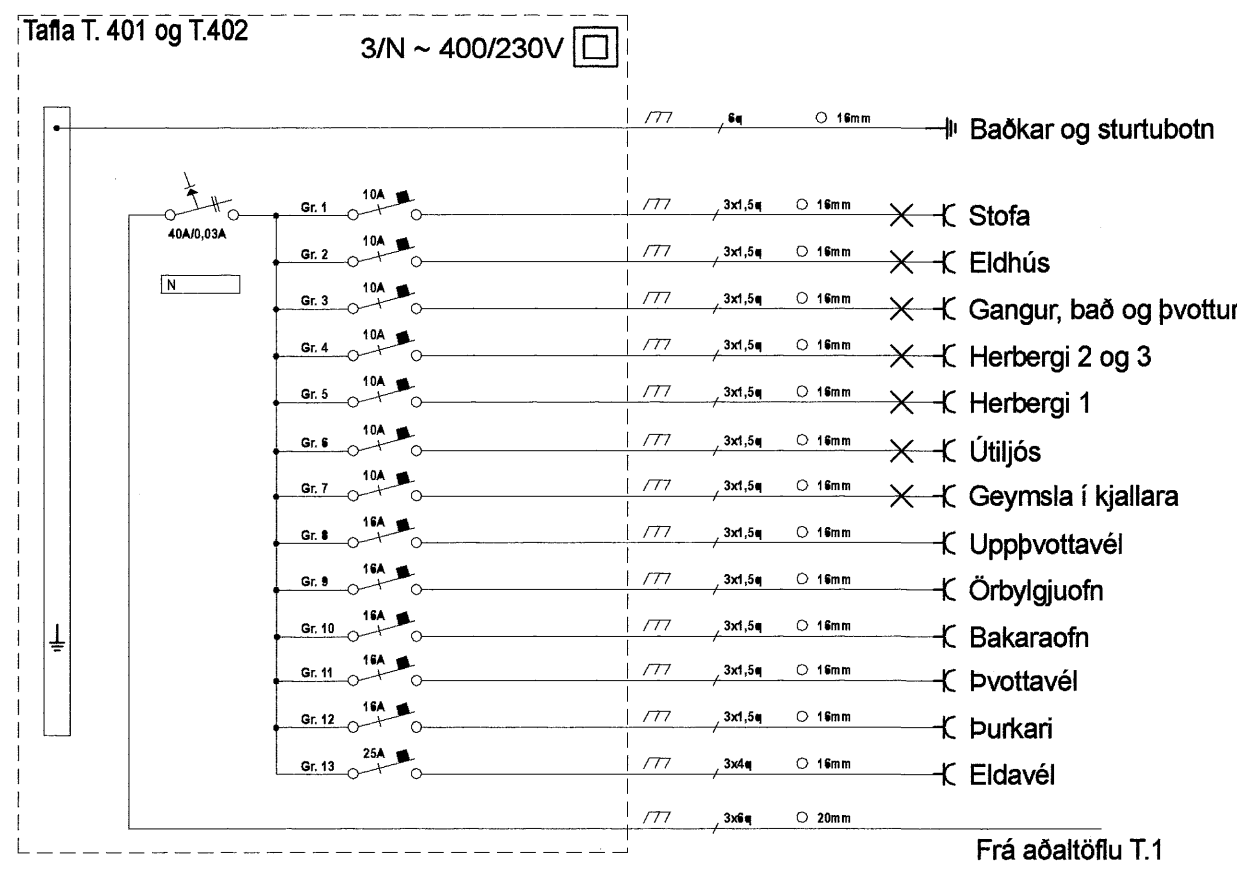 Tafla T. 401 og T.402
3/N ~ 400/230V
6q 16mm Baðkar og sturtubotn
Gr. 1 10A 3x1,5q 16mm Stofa
40A/0,03A
Gr. 2 10A 3x1,5q 16mm Eldhús
N
Gr. 3 10A 3x1,5q 16mm Gangur, bað og þvottur
Gr. 4 10A 3x1,5q 16mm Herbergi 2 og 3
Gr. 5 10A 3x1,5q 16mm Herbergi 1
Gr. 6 10A 3x1,5q 16mm Útiljós
Gr. 7 10A 3x1,5q 16mm Geymsla í kjallara
Gr. 8 16A 3x1,5q 16mm Uppþvottavél
Gr. 9 16A 3x1,5q 16mm Örbylgjuofn
Gr. 10 16A 3x1,5q 16mm Bakaraofn
Gr. 11 16A 3x1,5q 16mm Þvottavél
Gr. 12 16A 3x1,5q 16mm Þurkari
Gr. 13 25A 3x4q 16mm Eldavél
3x6q 20mm
Frá aðaltöflu T.1